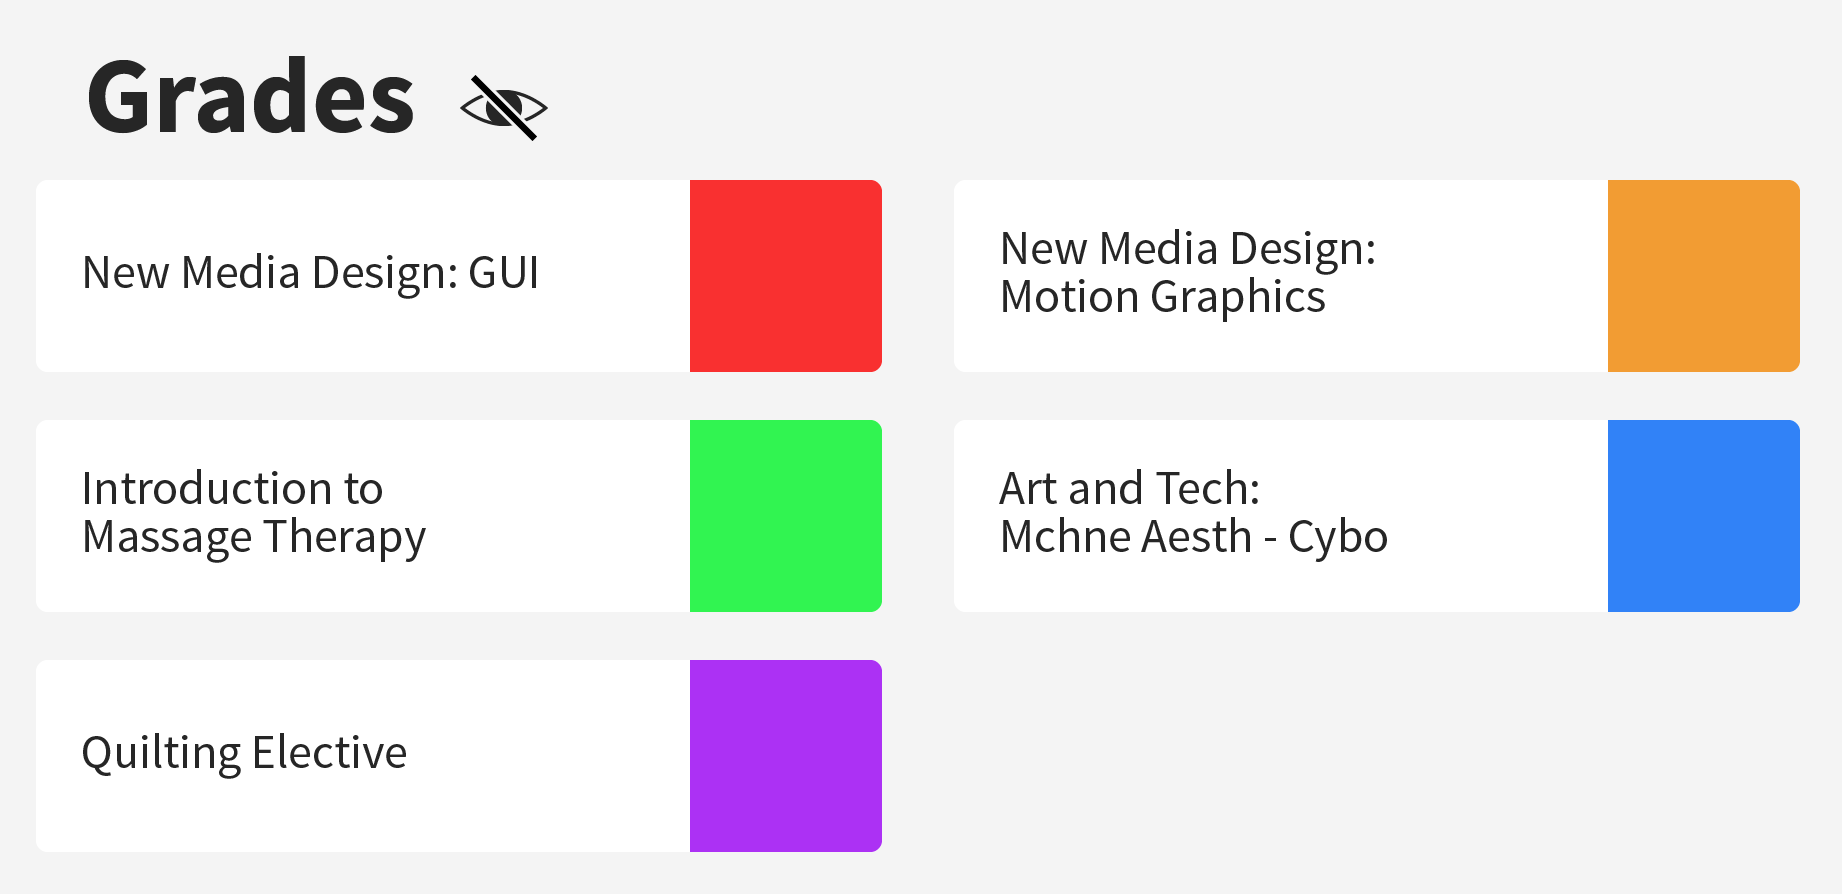 Grades
New Media Design: GUI
New Media Design:
Motion Graphics
Introduction to
Massage Therapy
Art and Tech:
Mchne Aesth - Cybo
Quilting Elective